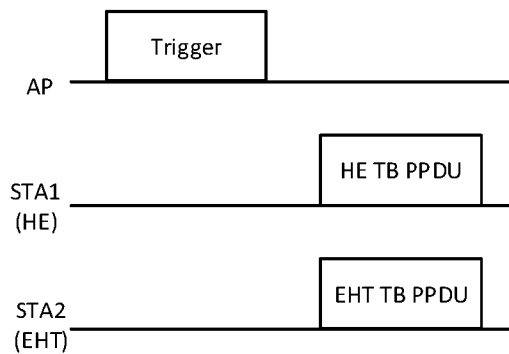 Trigger
AP
HE TB PPDU
STA1
(HE)
EHT TB PPDU
STA2
(EHT)